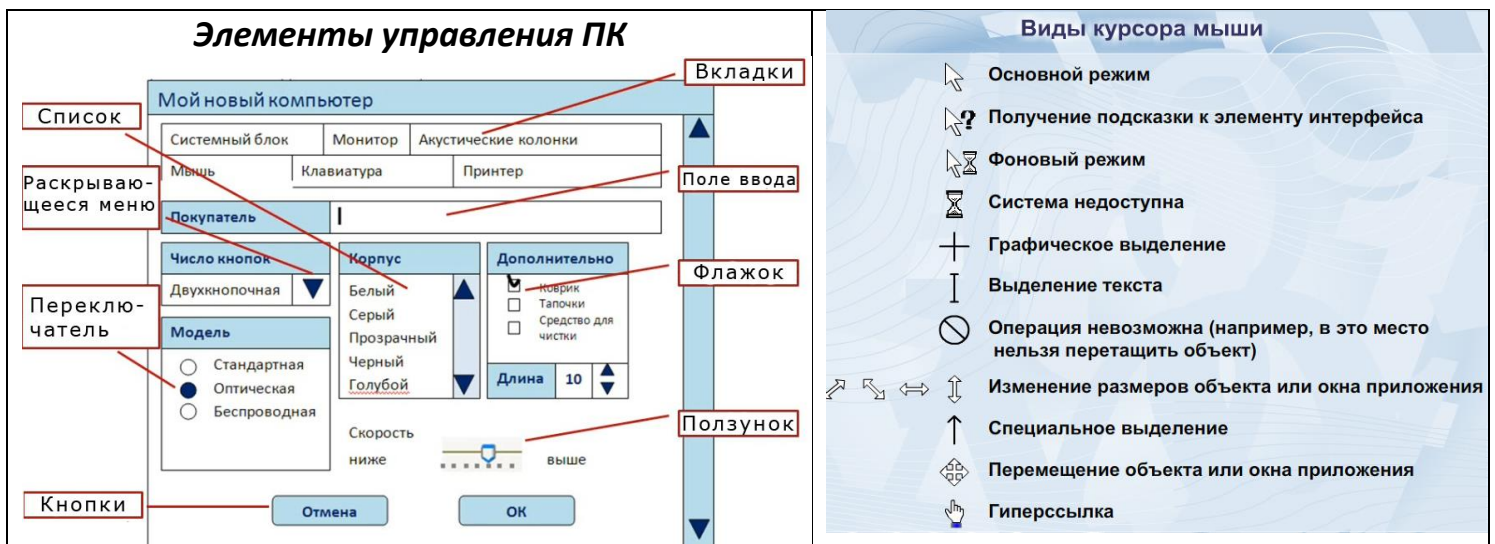 Элементы управления ПК
Вкладки
Мой новый компьютер
Список
Системный блок Монитор Акустические колонки
Мышь Клавиатура Принтер
Раскрываю-
щееся меню
Поле ввода
Покупатель
Число кнопок
Двухкнопочная
Корпус
Белый
Серый
Прозрачный
Черный
Голубой
Дополнительно
Коврик
Тапочки
Средство для
чистки
Флажок
Длина 10
Переклю-
чатель
Модель
Стандартная
Оптическая
Беспроводная
Скорость
ниже выше
Ползунок
Кнопки
Отмена ОК
Виды курсора мыши
Основной режим
Получение подсказки к элементу интерфейса
Фоновый режим
Система недоступна
Графическое выделение
Выделение текста
Операция невозможна (например, в это место
нельзя перетащить объект)
Изменение размеров объекта или окна приложения
Специальное выделение
Перемещение объекта или окна приложения
Гиперссылка